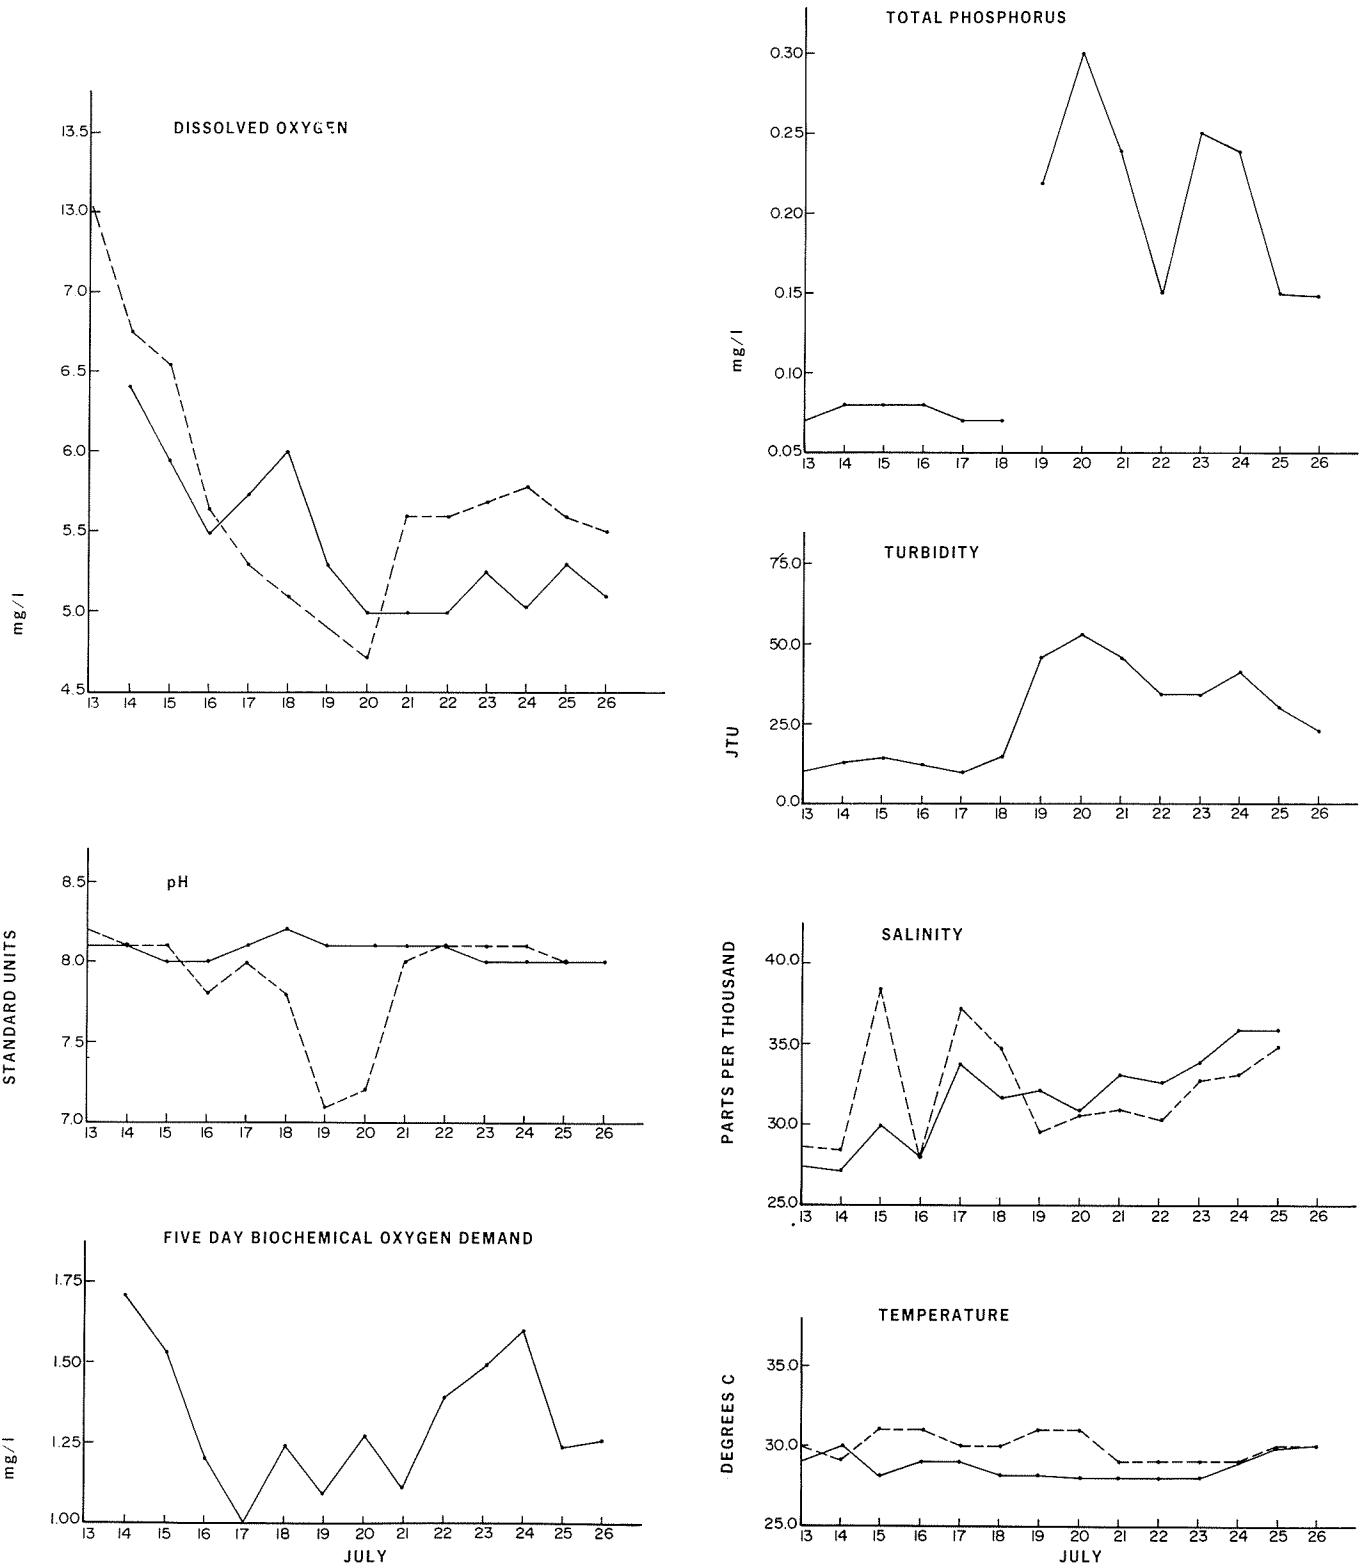 DISSOLVED OXYGEN
13.5
13.0
7.0
6.5
6.0
5.5
5.0
4.5
mg/l
13 14 15 16 17 18 19 20 21 22 23 24 25 26
pH
8.5
8.0
7.5
7.0
STANDARD UNITS
13 14 15 16 17 18 19 20 21 22 23 24 25 26
FIVE DAY BIOCHEMICAL OXYGEN DEMAND
1.75
1.50
1.25
1.00
mg/l
13 14 15 16 17 18 19 20 21 22 23 24 25 26
JULY
TOTAL PHOSPHORUS
0.30
0.25
0.20
0.15
0.10
0.05
mg/l
13 14 15 16 17 18 19 20 21 22 23 24 25 26
TURBIDITY
75.0
50.0
25.0
0.0
JTU
13 14 15 16 17 18 19 20 21 22 23 24 25 26
SALINITY
40.0
35.0
30.0
25.0
PARTS PER THOUSAND
13 14 15 16 17 18 19 20 21 22 23 24 25 26
TEMPERATURE
35.0
30.0
25.0
DEGREES C
13 14 15 16 17 18 19 20 21 22 23 24 25 26
JULY